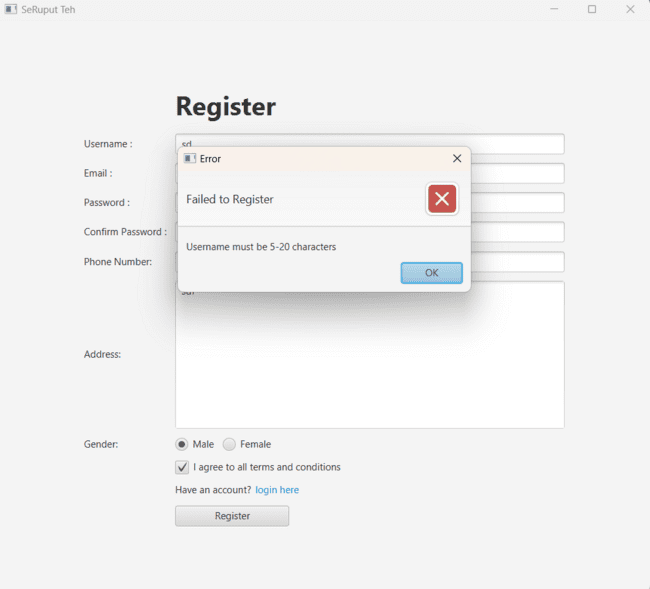 SeRuput Teh
Register
Username :
sd
Error
Email :
Failed to Register
Password :
Confirm Password :
Username must be 5-20 characters
Phone Number:
OK
Address:
Gender:
Male
Female
I agree to all terms and conditions
Have an account? login here
Register